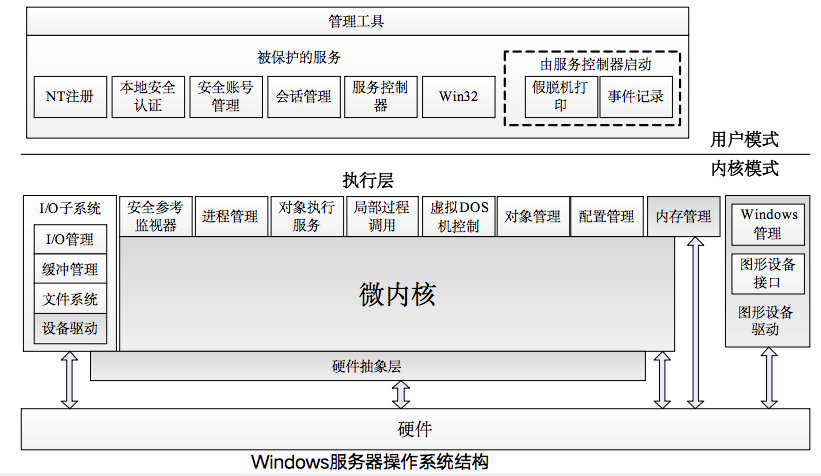 管理工具
被保护的服务
由服务控制器启动
NT注册
本地安全
认证
安全账号
管理
会话管理
服务控制
器
Win32
假脱机打
印
事件记录
用户模式
内核模式
执行层
I/O子系统
I/O管理
缓冲管理
文件系统
设备驱动
安全参考
监视器
进程管理
对象执行
服务
局部过程
调用
虚拟DOS
机控制
对象管理
配置管理
内存管理
Windows
管理
图形设备
接口
图形设备
驱动
微内核
硬件抽象层
硬件
Windows服务器操作系统结构